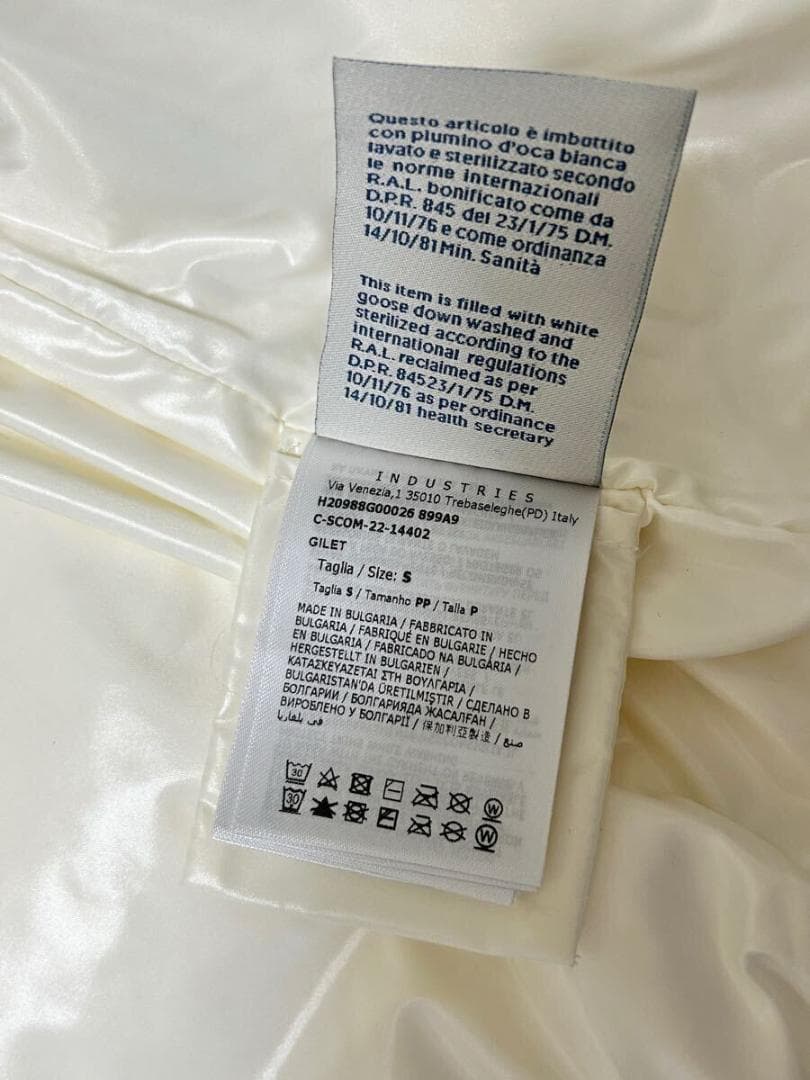 Questo articolo è imbottito
con piumino d'oca bianca
lavato e sterilizzato secondo
le norme internazionali
R.A.L. bonificato come da
D.P.R. 845 del 23/1/75 D.M.
10/11/76 e come ordinanza
14/10/81 Min. Sanità
This item is filled with white
goose down washed and
sterilized according to the
international regulations
R.A.L. reclaimed as per
D.P.R. 84523/1/75 D.M.
10/11/76 as per ordinance
14/10/81 health secretary
INDUSTRIES
Via Venezia,1 35010 Trebaseleghe(PD) Italy
H20988G00026 899A9
C-SCOM-22-14402
GILET
Taglia / Size: S
Taglia S / Tamanho PP / Talla P
MADE IN BULGARIA / FABBRICATO IN
BULGARIA / FABRIQUÉ EN BULGARIE / HECHO
EN BULGARIA / FABRICADO NA BULGÁRIA /
HERGESTELLT IN BULGARIEN /
ΚΑΤΑΣΚΕΥΑΖΕΤΑΙ ΣΤΗ ΒΟΥΛΓΑΡΙΑ /
BULGARISTAN'DA ÜRETILMIŞTIR / СДЕЛАНО В
БОЛГАРИИ / БОЛГАРИЯДА ЖАСАЛҒАН /
ВИРОБЛЕНО У БОЛГАРІЇ / 保加利亞製造 / صنع
في بلغاريا
30
W
30
W